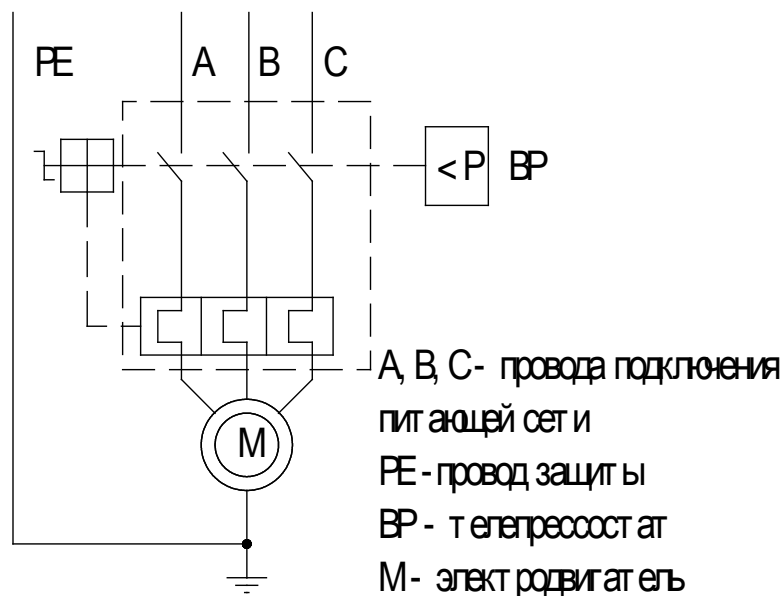 PE A B C
<P BP
M
A, B, C - провода подключения
питающей сети
PE - провод защиты
BP - телепрессостат
M - электродвигатель